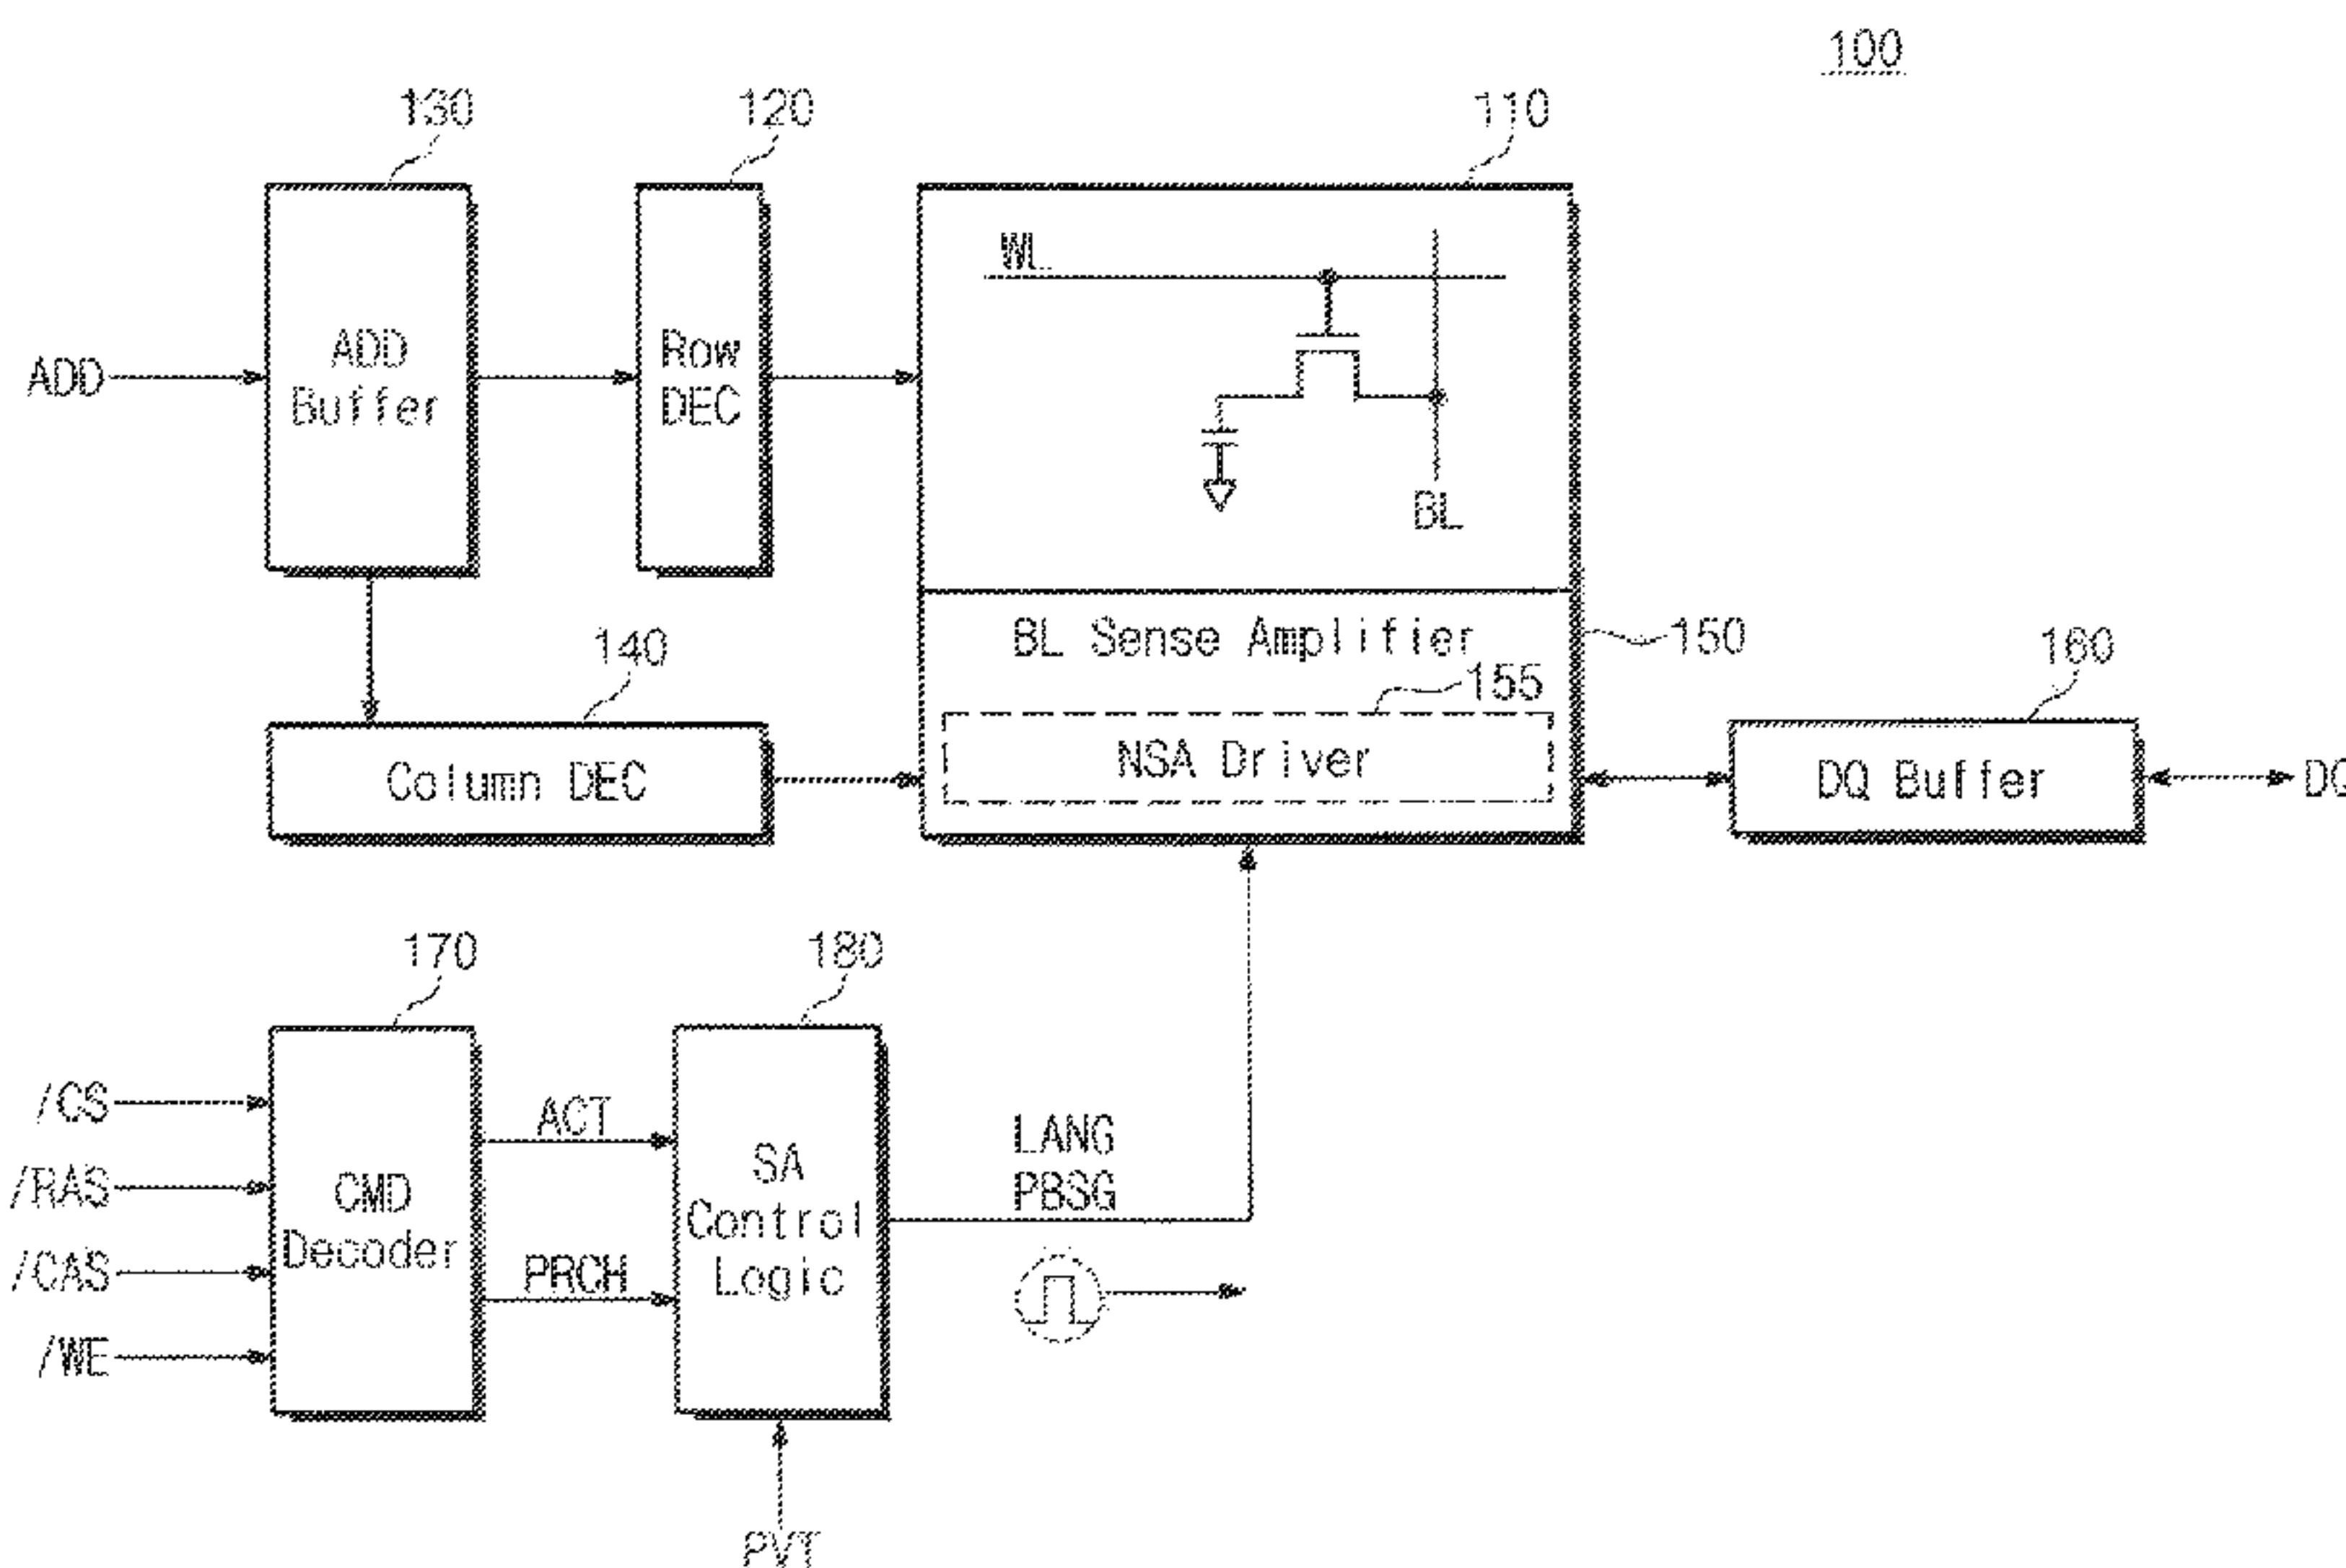 100
130
120
110
WL
ADD
ADD
Buffer
Row
DEC
BL
BL Sense Amplifier
150
140
155
160
Column DEC
NSA Driver
DQ Buffer
DQ
170
180
/CS
/RAS
/CAS
/WE
CMD
Decoder
ACT
PRCH
SA
Control
Logic
LANG
PBSG
PVT